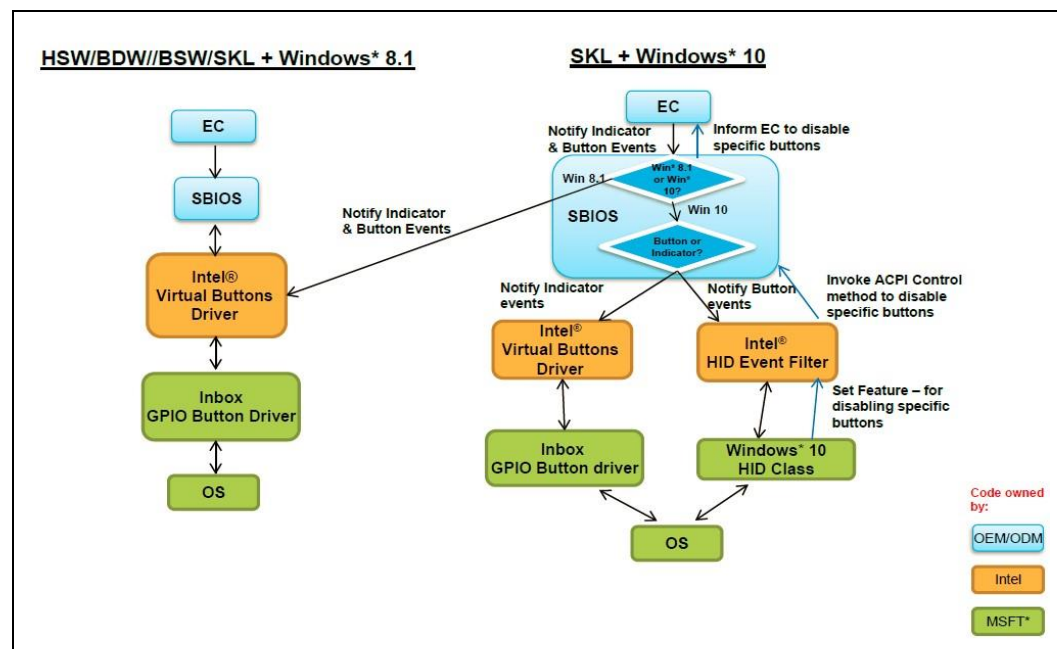 HSW/BDW//BSW/SKL + Windows* 8.1
EC
SBIOS
Intel®
Virtual Buttons
Driver
Inbox
GPIO Button Driver
OS
Notify Indicator
& Button Events
SKL + Windows* 10
EC
Notify Indicator
& Button Events
Inform EC to disable
specific buttons
Win 8.1
Win* 8.1
or Win*
10?
SBIOS
Win 10
Button or
Indicator?
Notify Indicator
events
Notify Button
events
Invoke ACPI Control
method to disable
specific buttons
Intel®
Virtual Buttons
Driver
Intel®
HID Event Filter
Set Feature – for
disabling specific
buttons
Inbox
GPIO Button driver
Windows* 10
HID Class
OS
Code owned
by:
OEM/ODM
Intel
MSFT*